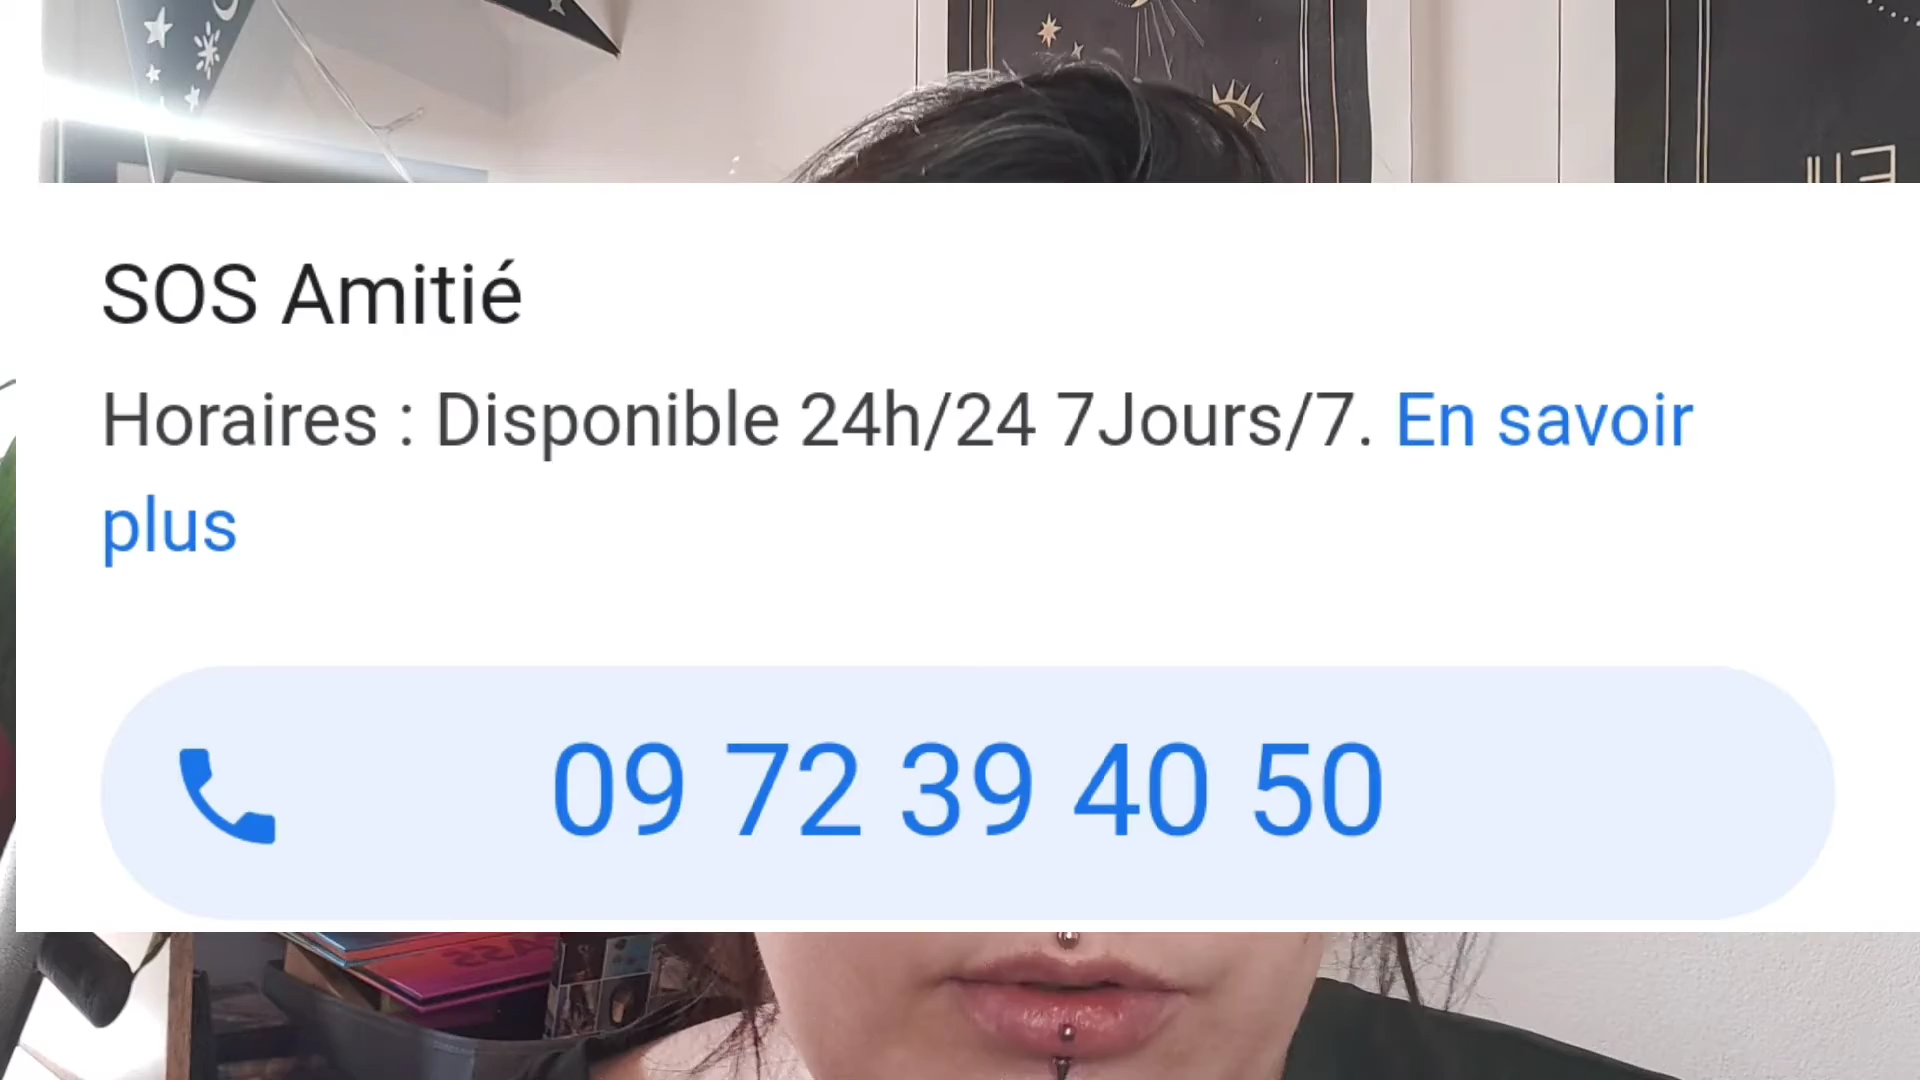 SOS Amitié
Horaires : Disponible 24h/24 7Jours/7. En savoir
plus
09 72 39 40 50